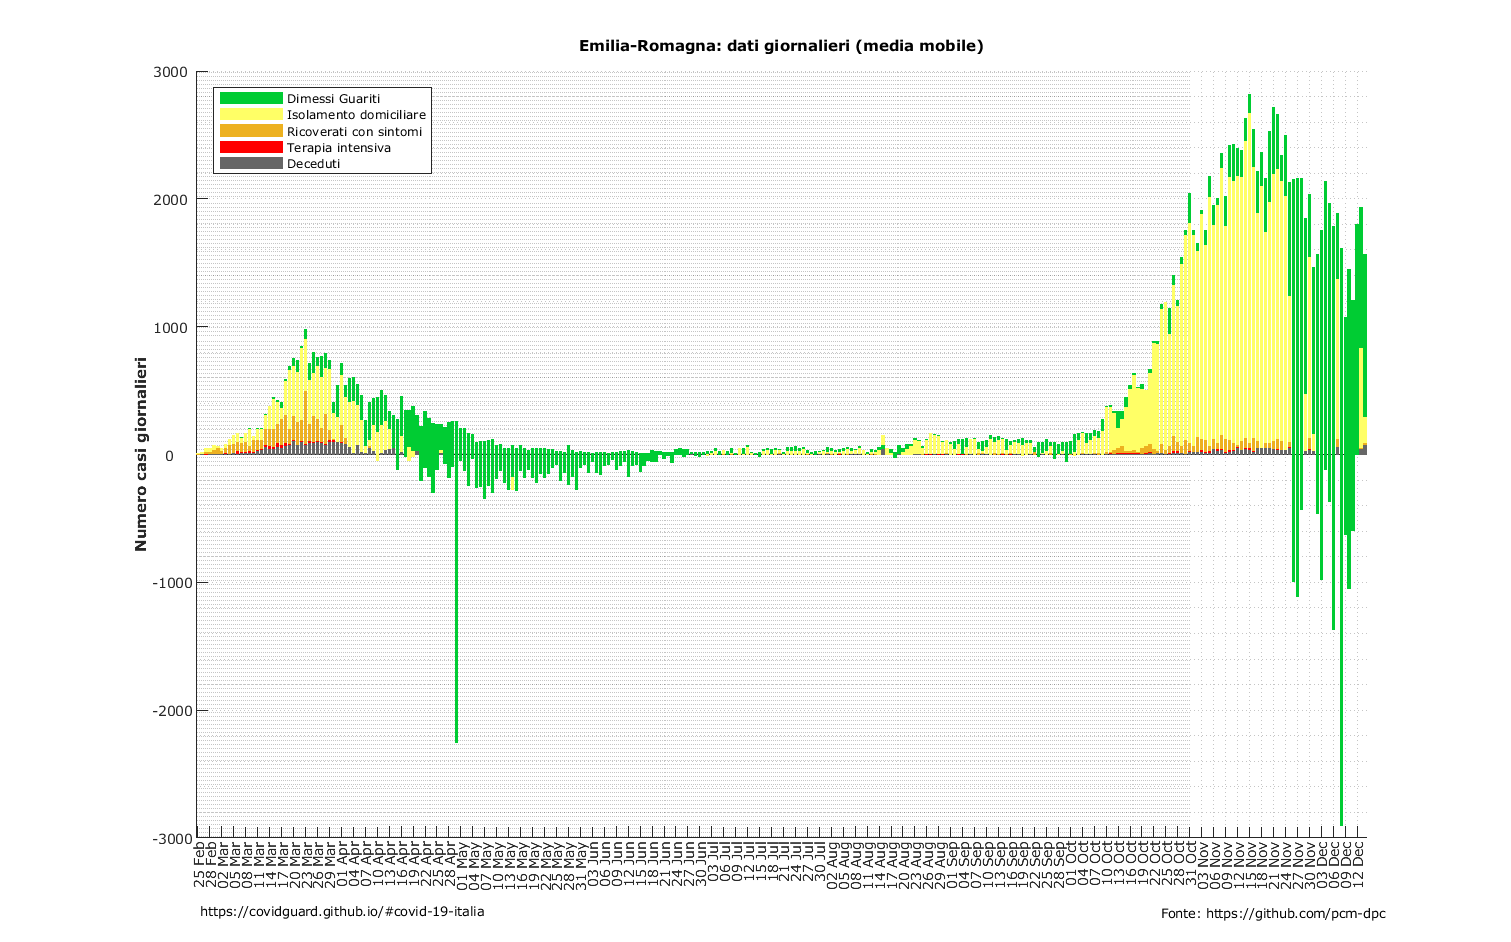 Emilia-Romagna: dati giornalieri (media mobile)
Dimessi Guariti
Isolamento domiciliare
Ricoverati con sintomi
Terapia intensiva
Deceduti
Numero casi giornalieri
3000
2000
1000
0
-1000
-2000
-3000
25 Feb
28 Feb
02 Mar
05 Mar
08 Mar
11 Mar
14 Mar
17 Mar
20 Mar
23 Mar
26 Mar
29 Mar
01 Apr
04 Apr
07 Apr
10 Apr
13 Apr
16 Apr
19 Apr
22 Apr
25 Apr
28 Apr
01 May
04 May
07 May
10 May
13 May
16 May
19 May
22 May
25 May
28 May
31 May
03 Jun
06 Jun
09 Jun
12 Jun
15 Jun
18 Jun
21 Jun
24 Jun
27 Jun
30 Jun
03 Jul
06 Jul
09 Jul
12 Jul
15 Jul
18 Jul
21 Jul
24 Jul
27 Jul
30 Jul
02 Aug
05 Aug
08 Aug
11 Aug
14 Aug
17 Aug
20 Aug
23 Aug
26 Aug
29 Aug
01 Sep
04 Sep
07 Sep
10 Sep
13 Sep
16 Sep
19 Sep
22 Sep
25 Sep
28 Sep
01 Oct
04 Oct
07 Oct
10 Oct
13 Oct
16 Oct
19 Oct
22 Oct
25 Oct
28 Oct
31 Oct
03 Nov
06 Nov
09 Nov
12 Nov
15 Nov
18 Nov
21 Nov
24 Nov
27 Nov
30 Nov
03 Dec
06 Dec
09 Dec
12 Dec
https://covidguard.github.io/#covid-19-italia
Fonte: https://github.com/pcm-dpc